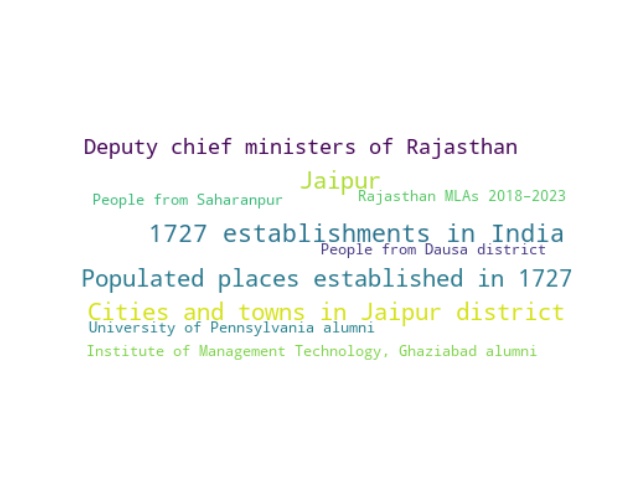 Deputy chief ministers of Rajasthan
Jaipur
People from Saharanpur
Rajasthan MLAs 2018–2023
1727 establishments in India
People from Dausa district
Populated places established in 1727
Cities and towns in Jaipur district
University of Pennsylvania alumni
Institute of Management Technology, Ghaziabad alumni